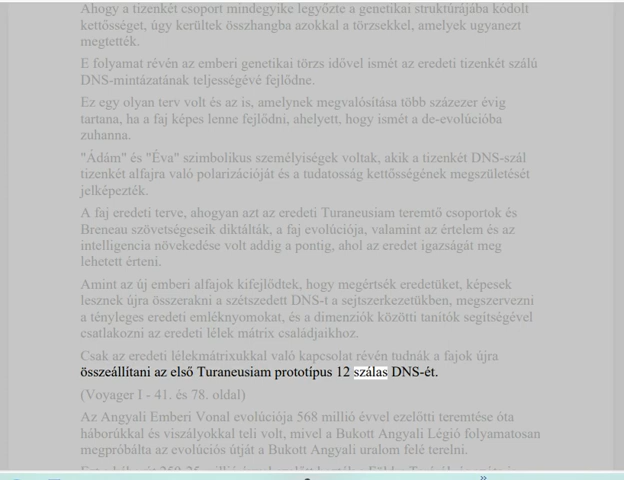 Ahogy a tizenkét csoport mindegyike legyőzte a genetikai struktúrájába kódolt
kettősséget, úgy kerültek összhangba azokkal a törzsekkel, amelyek ugyanezt
megtették.
E folyamat révén az emberi genetikai törzs idővel ismét az eredeti tizenkét szálú
DNS-mintázatának teljességévé fejlődne.
Ez egy olyan terv volt és az is, amelynek megvalósítása több százezer évig
tartana, ha a faj képes lenne fejlődni, ahelyett, hogy ismét a de-evolúcióba
zuhanna.
"Ádám" és "Éva" szimbolikus személyiségek voltak, akik a tizenkét DNS-szál
tizenkét alfajra való polarizációját és a tudatosság kettősségének megszületését
jelképezték.
A faj eredeti terve, ahogyan azt az eredeti Turaneusiam teremtő csoportok és
Breneau szövetségeseik diktálták, a faj evolúciója, valamint az értelem és az
intelligencia növekedése volt addig a pontig, ahol az eredet igazságát meg
lehetett érteni.
Amint az új emberi alfajok kifejlődtek, hogy megértsék eredetüket, képesek
lesznek újra összerakni a szétszedett DNS-t a sejtszerkezetükben, megszervezni
a tényleges eredeti emléknyomokat, és a dimenziók közötti tanítók segítségével
csatlakozni az eredeti lélek mátrix családjaikhoz.
Csak az eredeti lélekmátrixukkal való kapcsolat révén tudnák a fajok újra
összeállítani az első Turaneusiam prototípus 12 szálas DNS-ét.
(Voyager I - 41. és 78. oldal)
Az Angyali Emberi Vonal evolúciója 568 millió évvel ezelőtti teremtése óta
háborúkkal és viszályokkal teli volt, mivel a Bukott Angyali Légió folyamatosan
megpróbálta az evolúciós útját a Bukott Angyali uralom felé terelni.